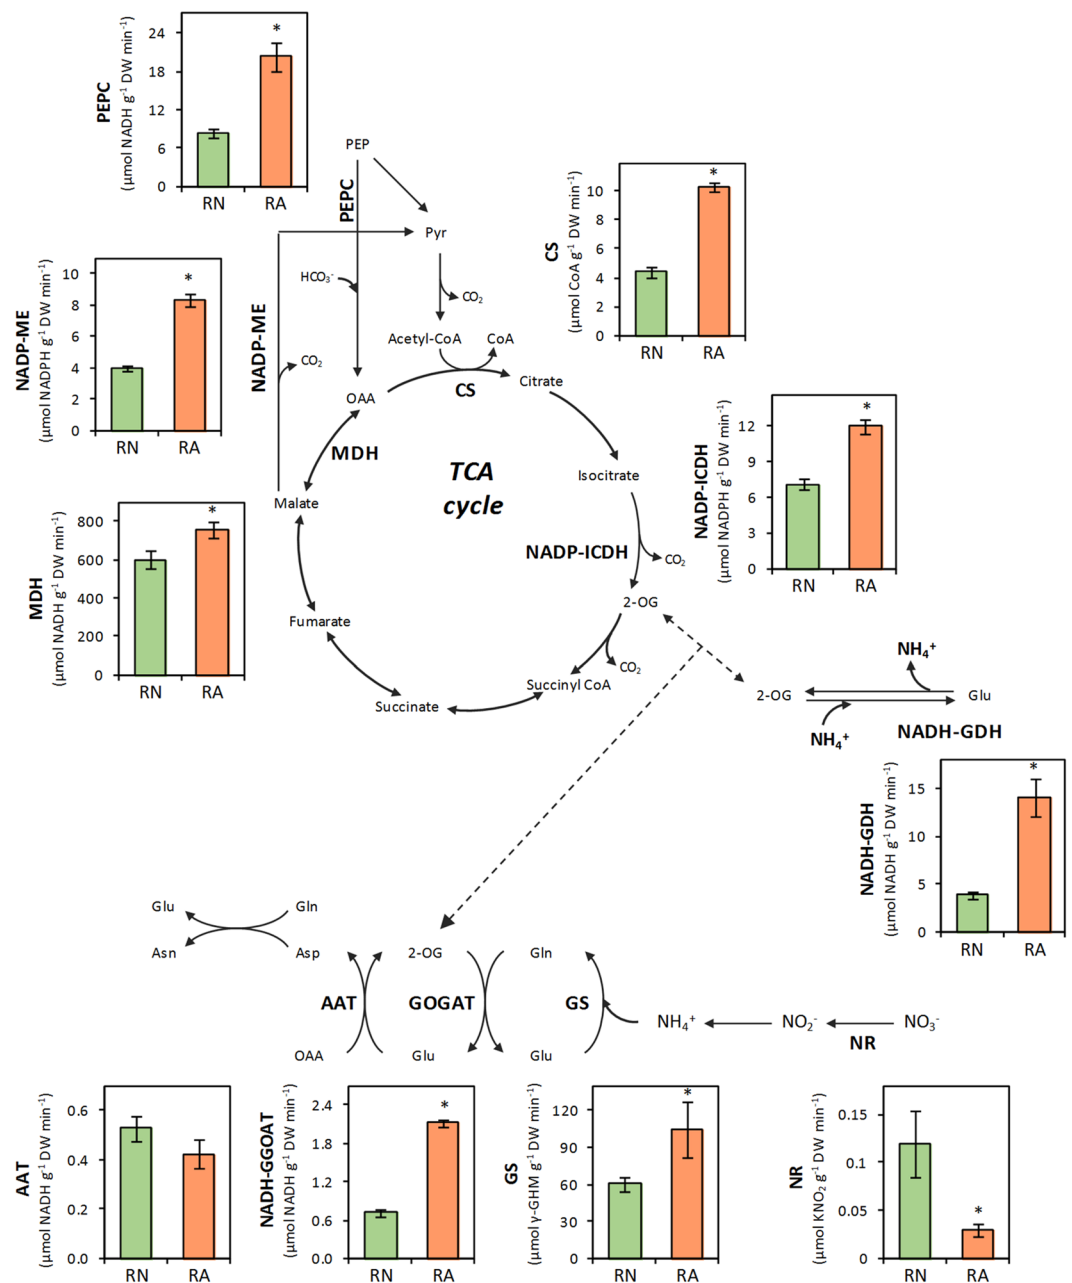 PEPC
(µmol NADH g⁻¹ DW min⁻¹)
24
18
12
6
0
*
RN RA
PEP
PEPC
Pyr
HCO₃⁻
CO₂
Acetyl-CoA CoA
CS
OAA
Citrate
NADP-ME
CO₂
MDH
TCA
cycle
Malate
Isocitrate
NADP-ICDH
CO₂
2-OG
CO₂
Succinyl CoA
Succinate
Fumarate
CS
(µmol CoA g⁻¹ DW min⁻¹)
10
8
6
4
2
0
*
RN RA
NADP-ME
(µmol NADPH g⁻¹ DW min⁻¹)
10
8
6
4
2
0
*
RN RA
NADP-ICDH
(µmol NADPH g⁻¹ DW min⁻¹)
12
9
6
3
0
*
RN RA
MDH
(µmol NADH g⁻¹ DW min⁻¹)
800
600
400
200
0
*
RN RA
NH₄⁺
2-OG Glu
NH₄⁺
NADH-GDH
NADH-GDH
(µmol NADH g⁻¹ DW min⁻¹)
15
10
5
0
*
RN RA
Glu Gln
Asn Asp
2-OG Gln
AAT GOGAT GS
NH₄⁺ NO₂⁻ NO₃⁻
NR
OAA Glu Glu
AAT
(µmol NADH g⁻¹ DW min⁻¹)
0.6
0.4
0.2
0.0
RN RA
NADH-GGOAT
(µmol NADH g⁻¹ DW min⁻¹)
2.4
1.8
1.2
0.6
0.0
*
RN RA
GS
(µmol γ-GHM g⁻¹ DW min⁻¹)
120
90
60
30
0
*
RN RA
NR
(µmol KNO₂ g⁻¹ DW min⁻¹)
0.15
0.1
0.05
0
*
RN RA